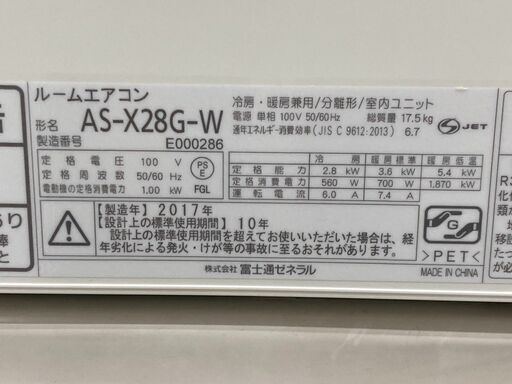 ルームエアコン
形名 AS-X28G-W
製造番号 E000286
冷房・暖房兼用/分離形/室内ユニット
電源 単相 100V 50/60Hz 総質量 17.5kg
通年エネルギー消費効率(JIS C 9612:2013) 6.7
JET
定格電圧 100 V
定格周波数 50/60 Hz
電動機の定格消費電力 1.00 kW
PS
E
FGL
冷房 暖房標準 暖房低温
定格能力 2.8 kW 3.6 kW 5.4 kW
定格消費電力 560 W 700 W 1,870 W
運転電流 6.0 A 7.4 A
【製造年】2017年
【設計上の標準使用期間】10年
設計上の標準使用期間を超えてお使いいただいた場合は、経
年劣化による発火・けが等の事故に至るおそれがあります。
G
PET
株式会社 富士通ゼネラル
MADE IN CHINA